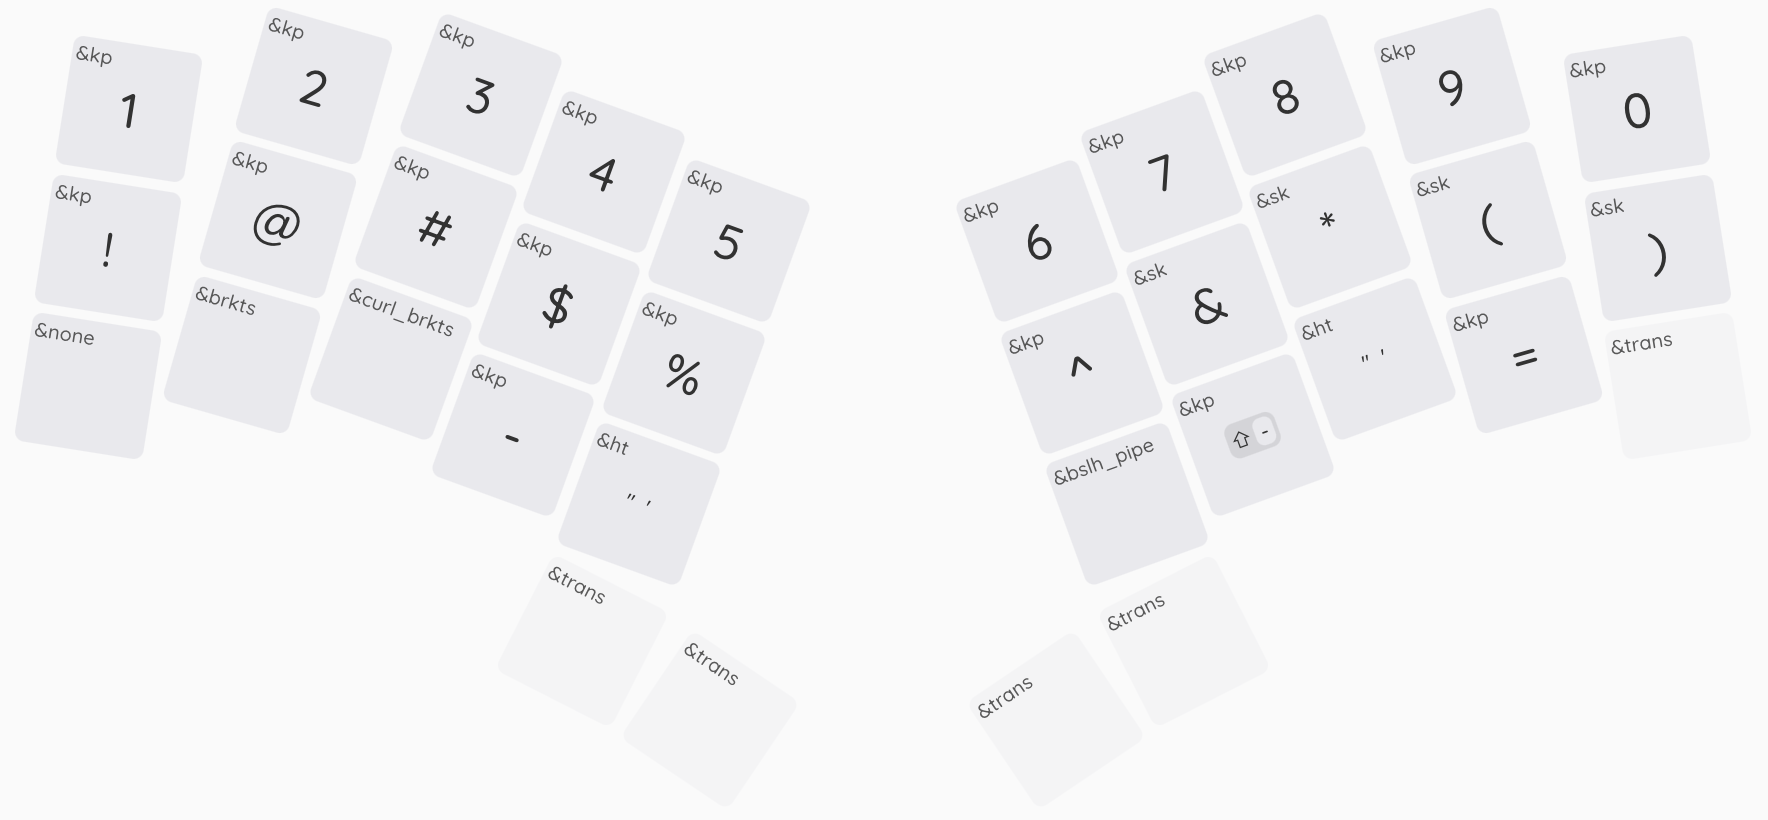 &kp 1
&kp 2
&kp 3
&kp 4
&kp 5
&kp 6
&kp 7
&kp 8
&kp 9
&kp 0
&kp !
&kp @
&kp #
&kp $
&kp %
&kp ^
&sk &
&sk *
&sk (
&sk )
&none
&brkts
&curl_brkts
&kp -
&ht " '
&bslh_pipe
&kp ⇧ -
&ht " '
&kp =
&trans
&trans
&trans
&trans
&trans